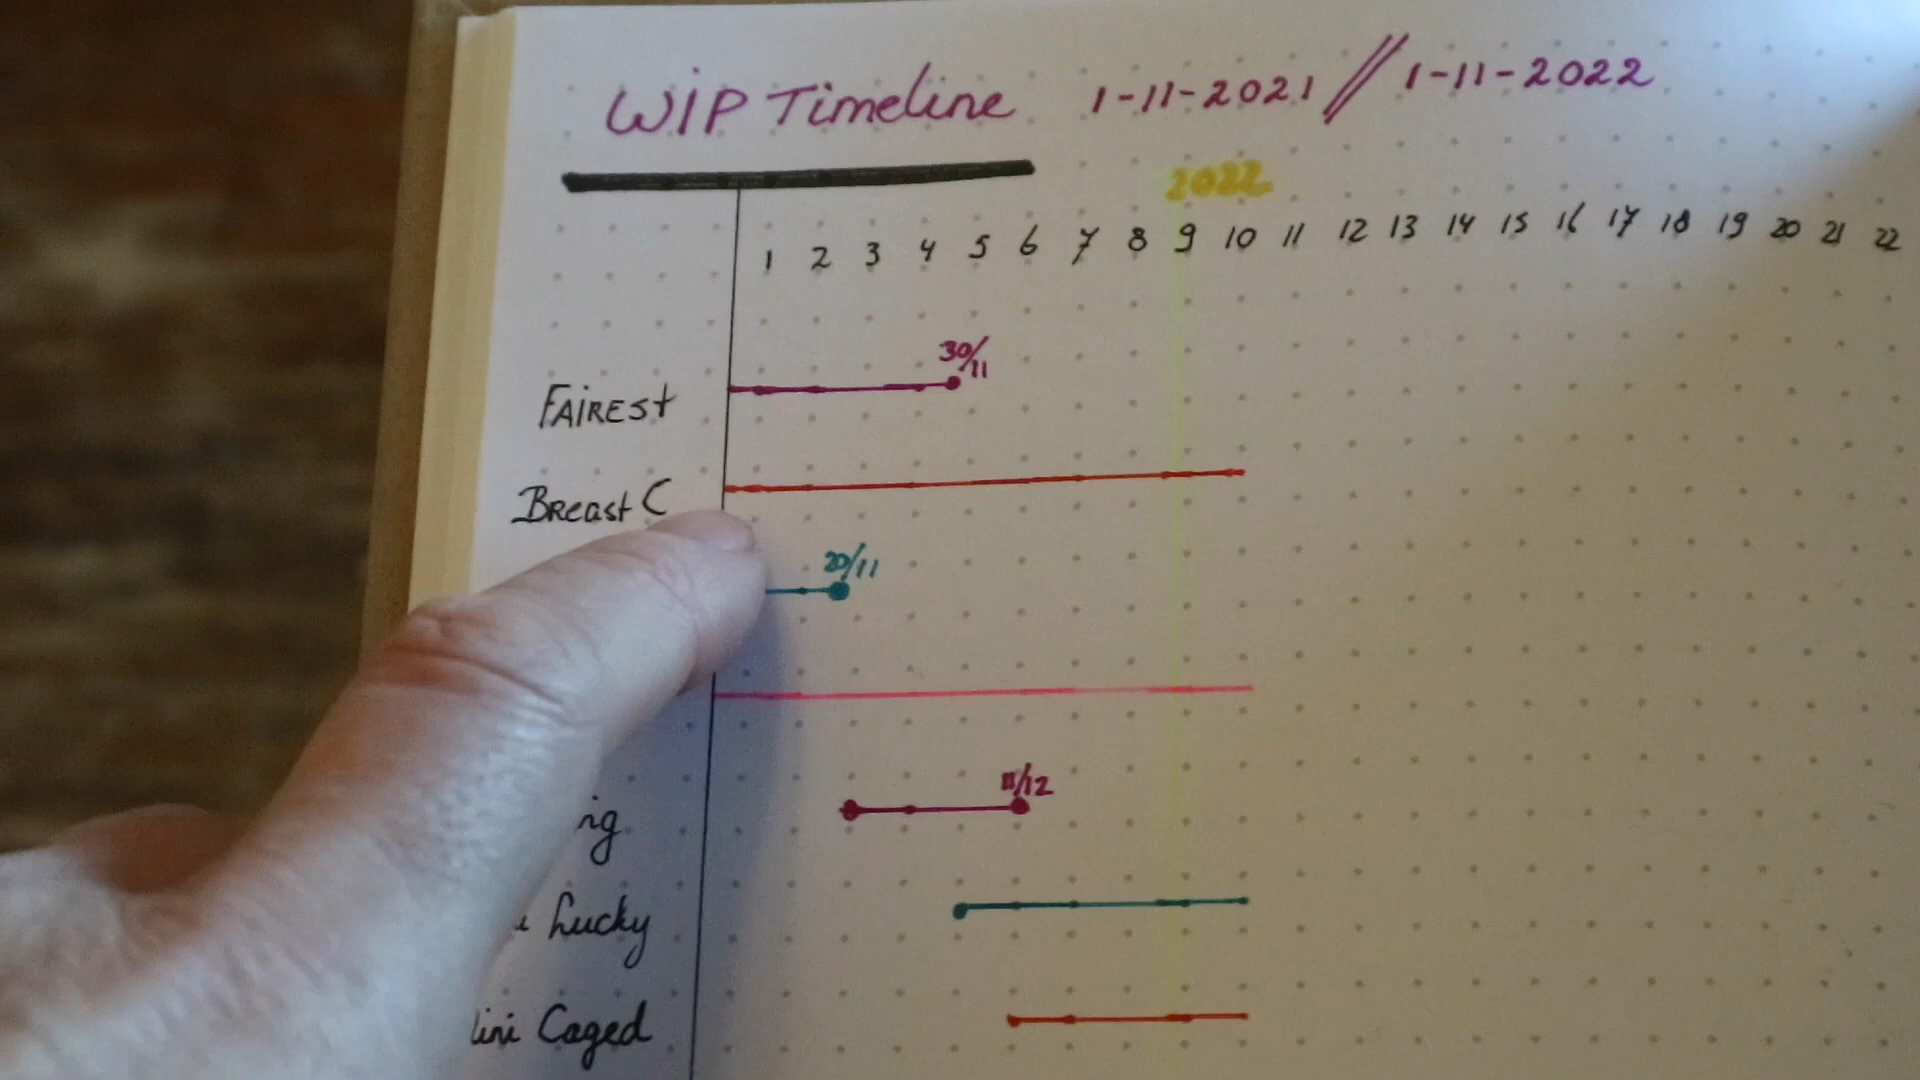 WIP Timeline 1-11-2021 // 1-11-2022
2022
1 2 3 4 5 6 7 8 9 10 11 12 13 14 15 16 17 18 19 20 21 22
30/11
FAIRESt
Breast C
20/11
11/12
Lucky
Caged